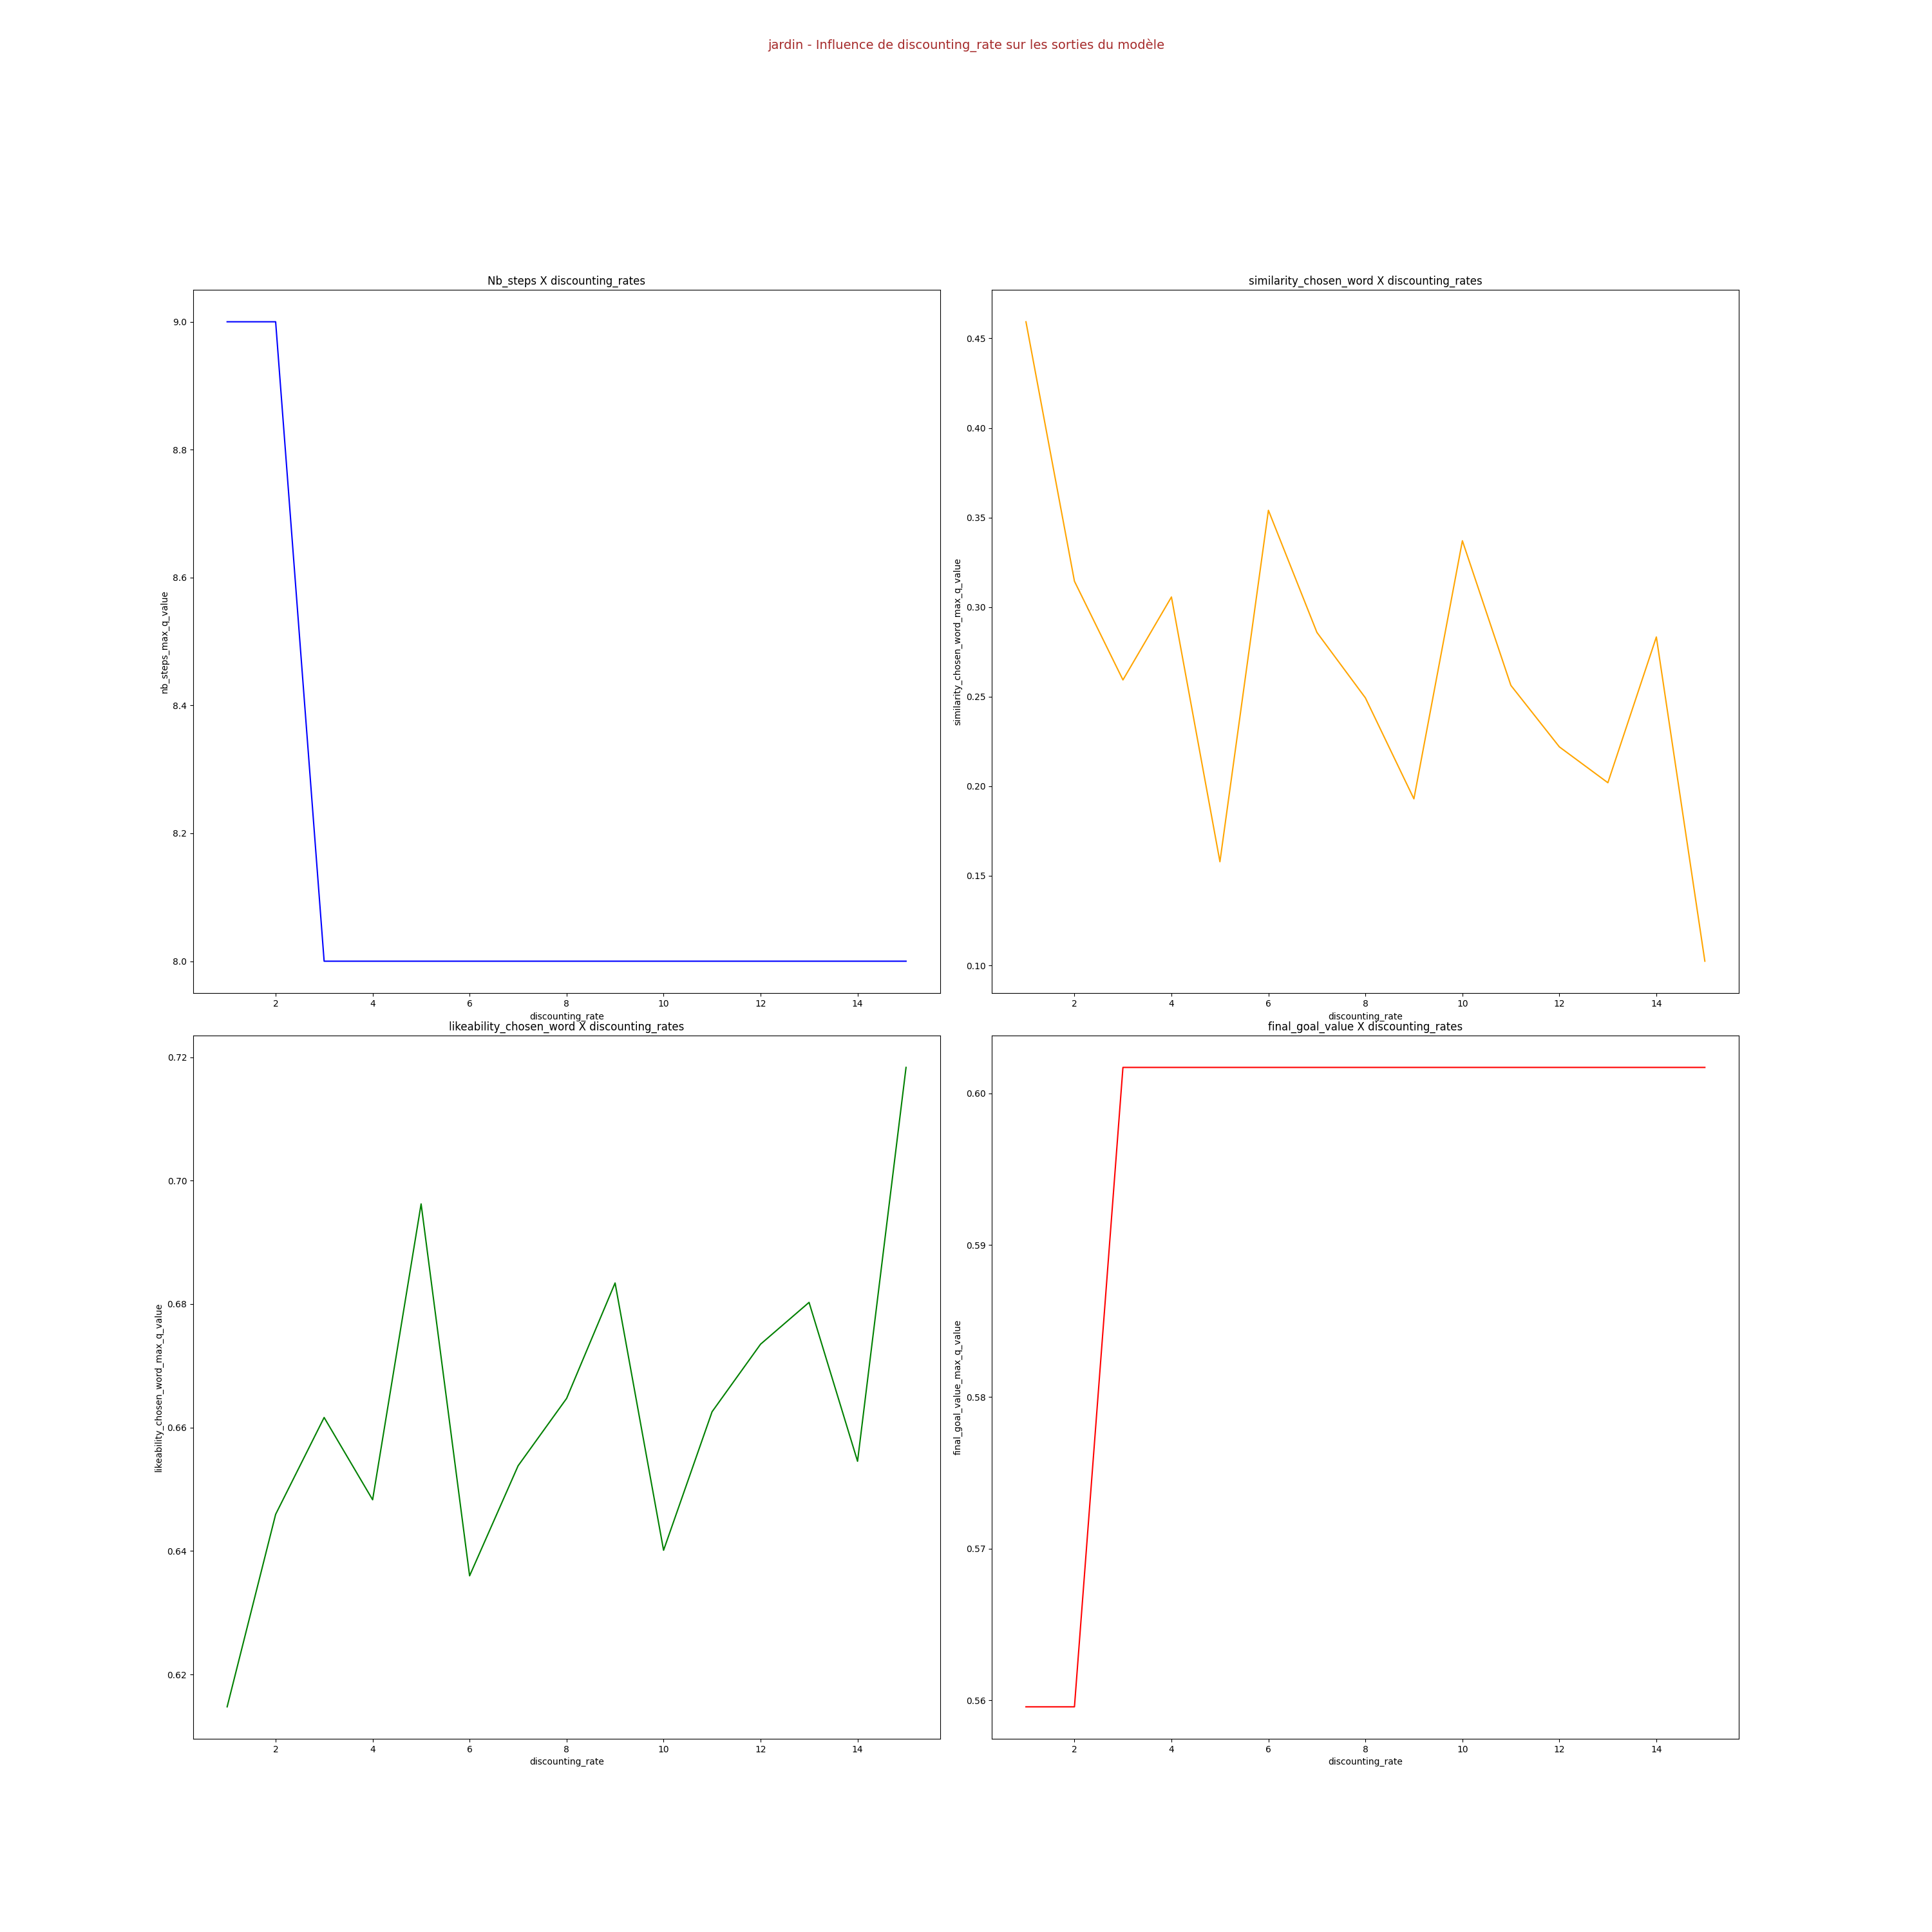 jardin - Influence de discounting_rate sur les sorties du modèle
Nb_steps X discounting_rates
9.0
8.8
8.6
8.4
8.2
8.0
nb_steps_max_q_value
2 4 6 8 10 12 14
discounting_rate
similarity_chosen_word X discounting_rates
0.45
0.40
0.35
0.30
0.25
0.20
0.15
0.10
similarity_chosen_word_max_q_value
2 4 6 8 10 12 14
discounting_rate
likeability_chosen_word X discounting_rates
0.72
0.70
0.68
0.66
0.64
0.62
likeability_chosen_word_max_q_value
2 4 6 8 10 12 14
discounting_rate
final_goal_value X discounting_rates
0.60
0.59
0.58
0.57
0.56
final_goal_value_max_q_value
2 4 6 8 10 12 14
discounting_rate